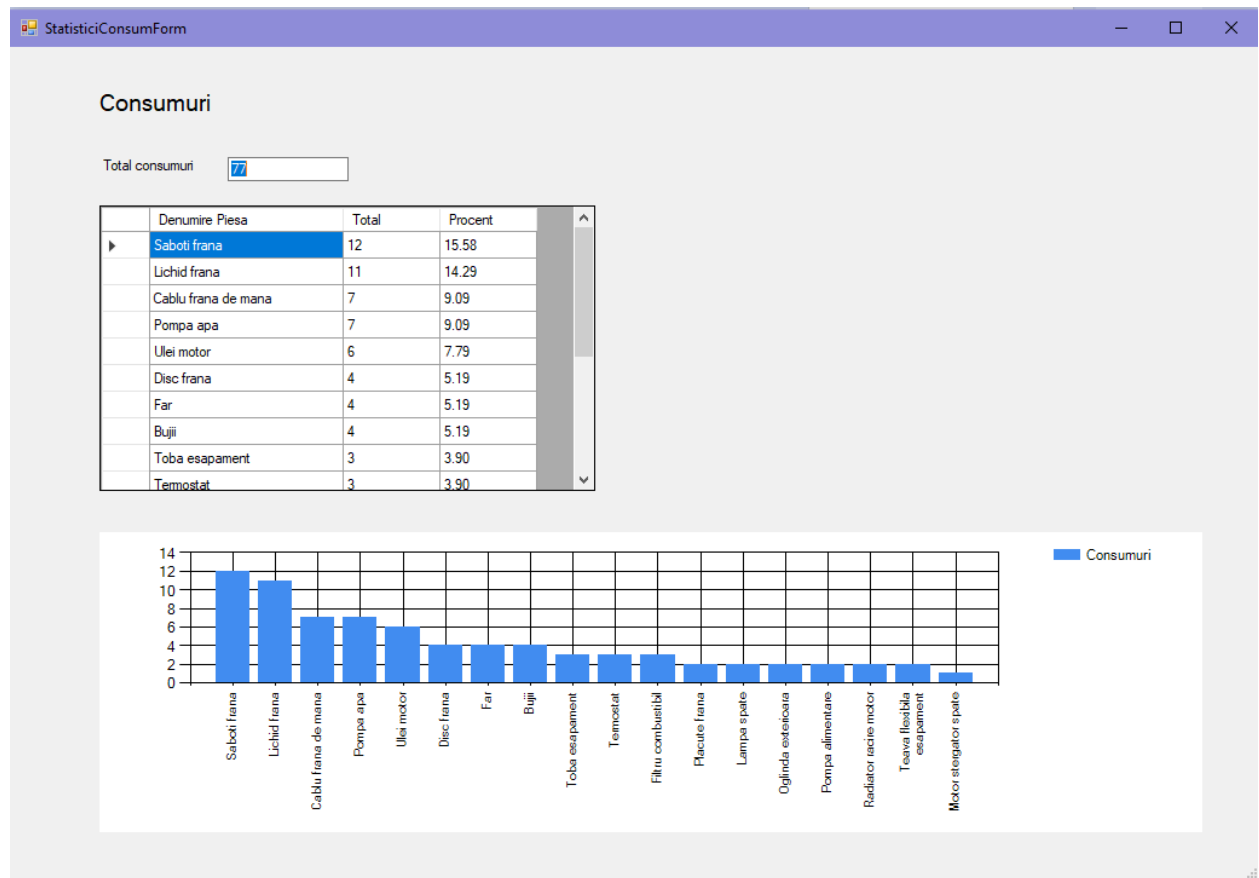 StatisticiConsumForm
Consumuri
Total consumuri 77
Denumire Piesa Total Procent
Saboti frana 12 15.58
Lichid frana 11 14.29
Cablu frana de mana 7 9.09
Pompa apa 7 9.09
Ulei motor 6 7.79
Disc frana 4 5.19
Far 4 5.19
Bujii 4 5.19
Toba esapament 3 3.90
Termostat 3 3.90
14
12
10
8
6
4
2
0
Saboti frana
Lichid frana
Cablu frana de mana
Pompa apa
Ulei motor
Disc frana
Far
Bujii
Toba esapament
Termostat
Filtru combustibil
Placute frana
Lampa spate
Oglinda exterioara
Pompa alimentare
Radiator racire motor
Teava flexibila
esapament
Motor stergator spate
Consumuri